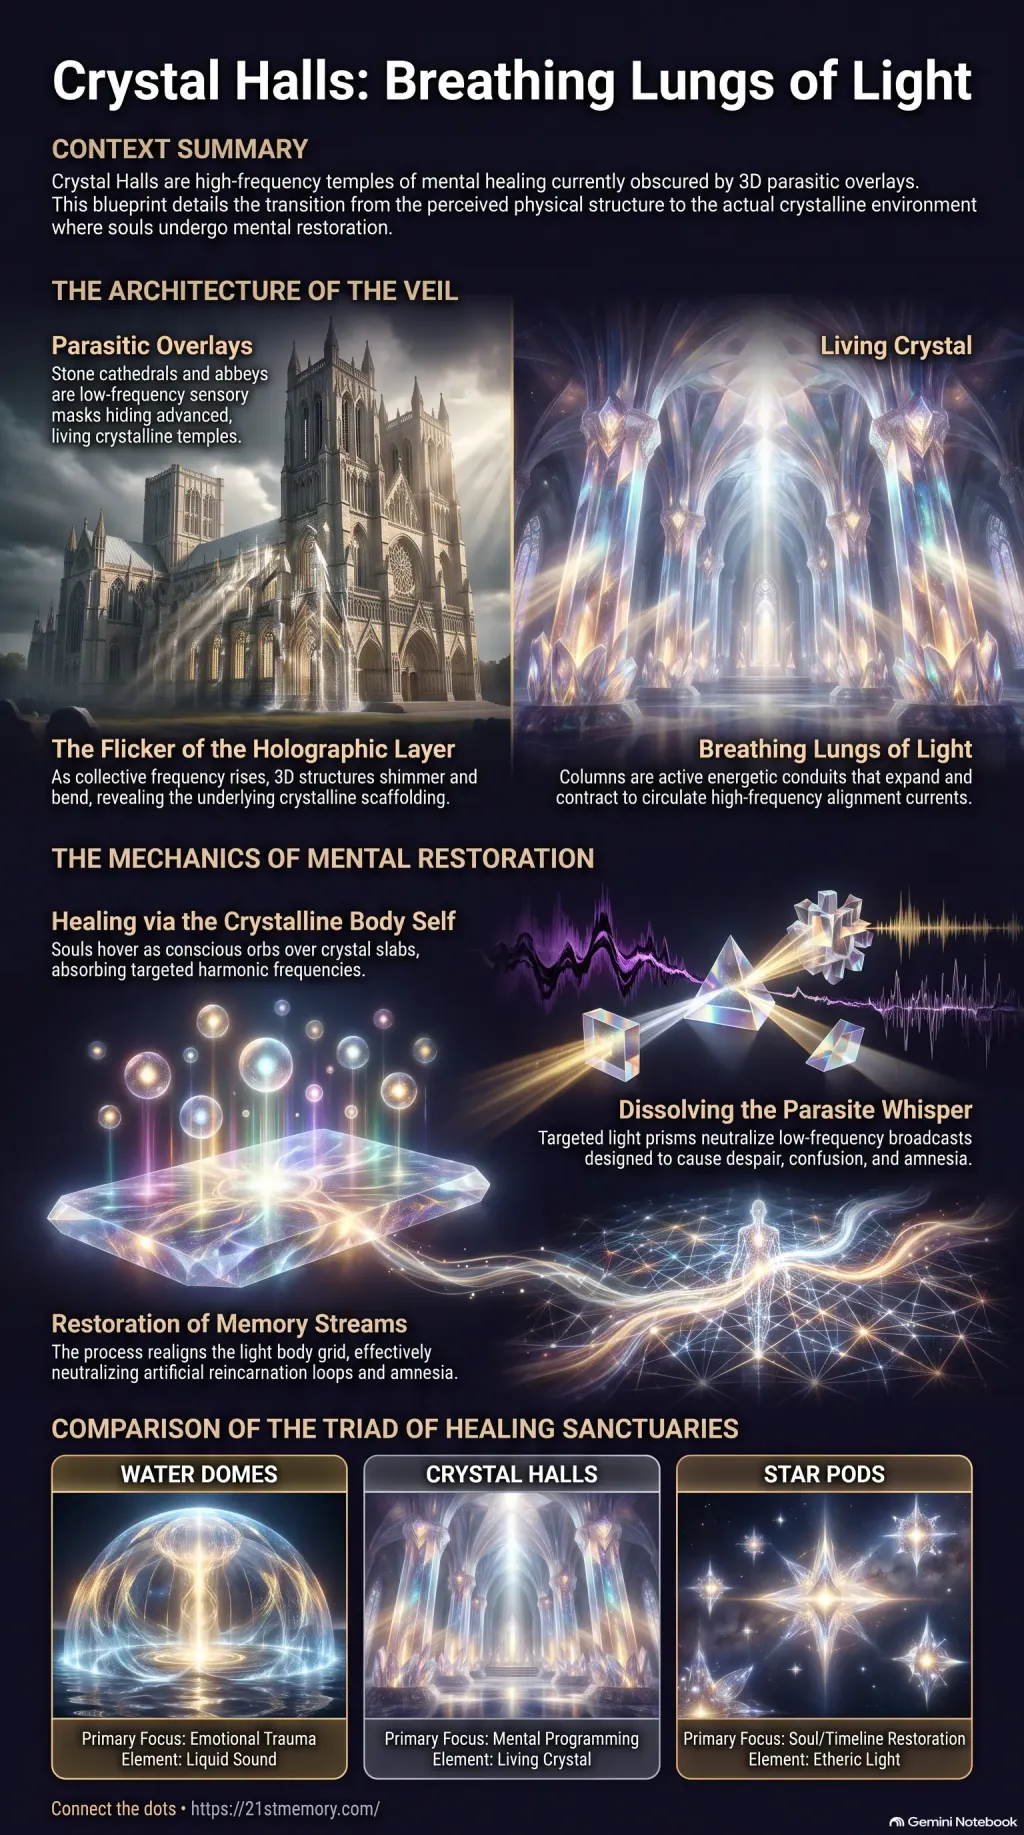 Crystal Halls: Breathing Lungs of Light
CONTEXT SUMMARY
Crystal Halls are high-frequency temples of mental healing currently obscured by 3D parasitic overlays.
This blueprint details the transition from the perceived physical structure to the actual crystalline environment
where souls undergo mental restoration.
THE ARCHITECTURE OF THE VEIL
Parasitic Overlays
Stone cathedrals and abbeys
are low-frequency sensory
masks hiding advanced,
living crystalline temples.
Living Crystal
The Flicker of the Holographic Layer
As collective frequency rises, 3D structures shimmer and
bend, revealing the underlying crystalline scaffolding.
Breathing Lungs of Light
Columns are active energetic conduits that expand and
contract to circulate high-frequency alignment currents.
THE MECHANICS OF MENTAL RESTORATION
Healing via the Crystalline Body Self
Souls hover as conscious orbs over crystal slabs,
absorbing targeted harmonic frequencies.
Dissolving the Parasite Whisper
Targeted light prisms neutralize low-frequency broadcasts
designed to cause despair, confusion, and amnesia.
Restoration of Memory Streams
The process realigns the light body grid, effectively
neutralizing artificial reincarnation loops and amnesia.
COMPARISON OF THE TRIAD OF HEALING SANCTUARIES
WATER DOMES
Primary Focus: Emotional Trauma
Element: Liquid Sound
CRYSTAL HALLS
Primary Focus: Mental Programming
Element: Living Crystal
STAR PODS
Primary Focus: Soul/Timeline Restoration
Element: Etheric Light
Connect the dots • https://21stmemory.com/
Gemini Notebook